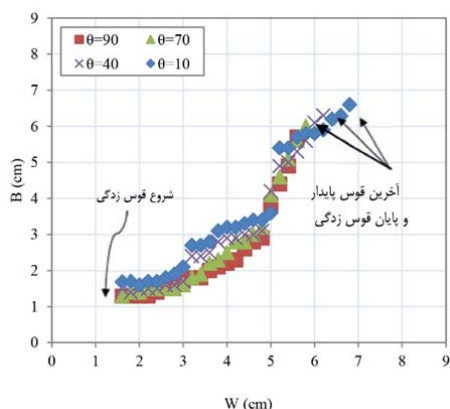 B (cm)
8
7
6
5
4
3
2
1
0
θ=90 θ=70
θ=40 θ=10
شروع قوس زدگی
آخرین قوس پایدار
و پایان قوس زدگی
0 1 2 3 4 5 6 7 8 9
W (cm)